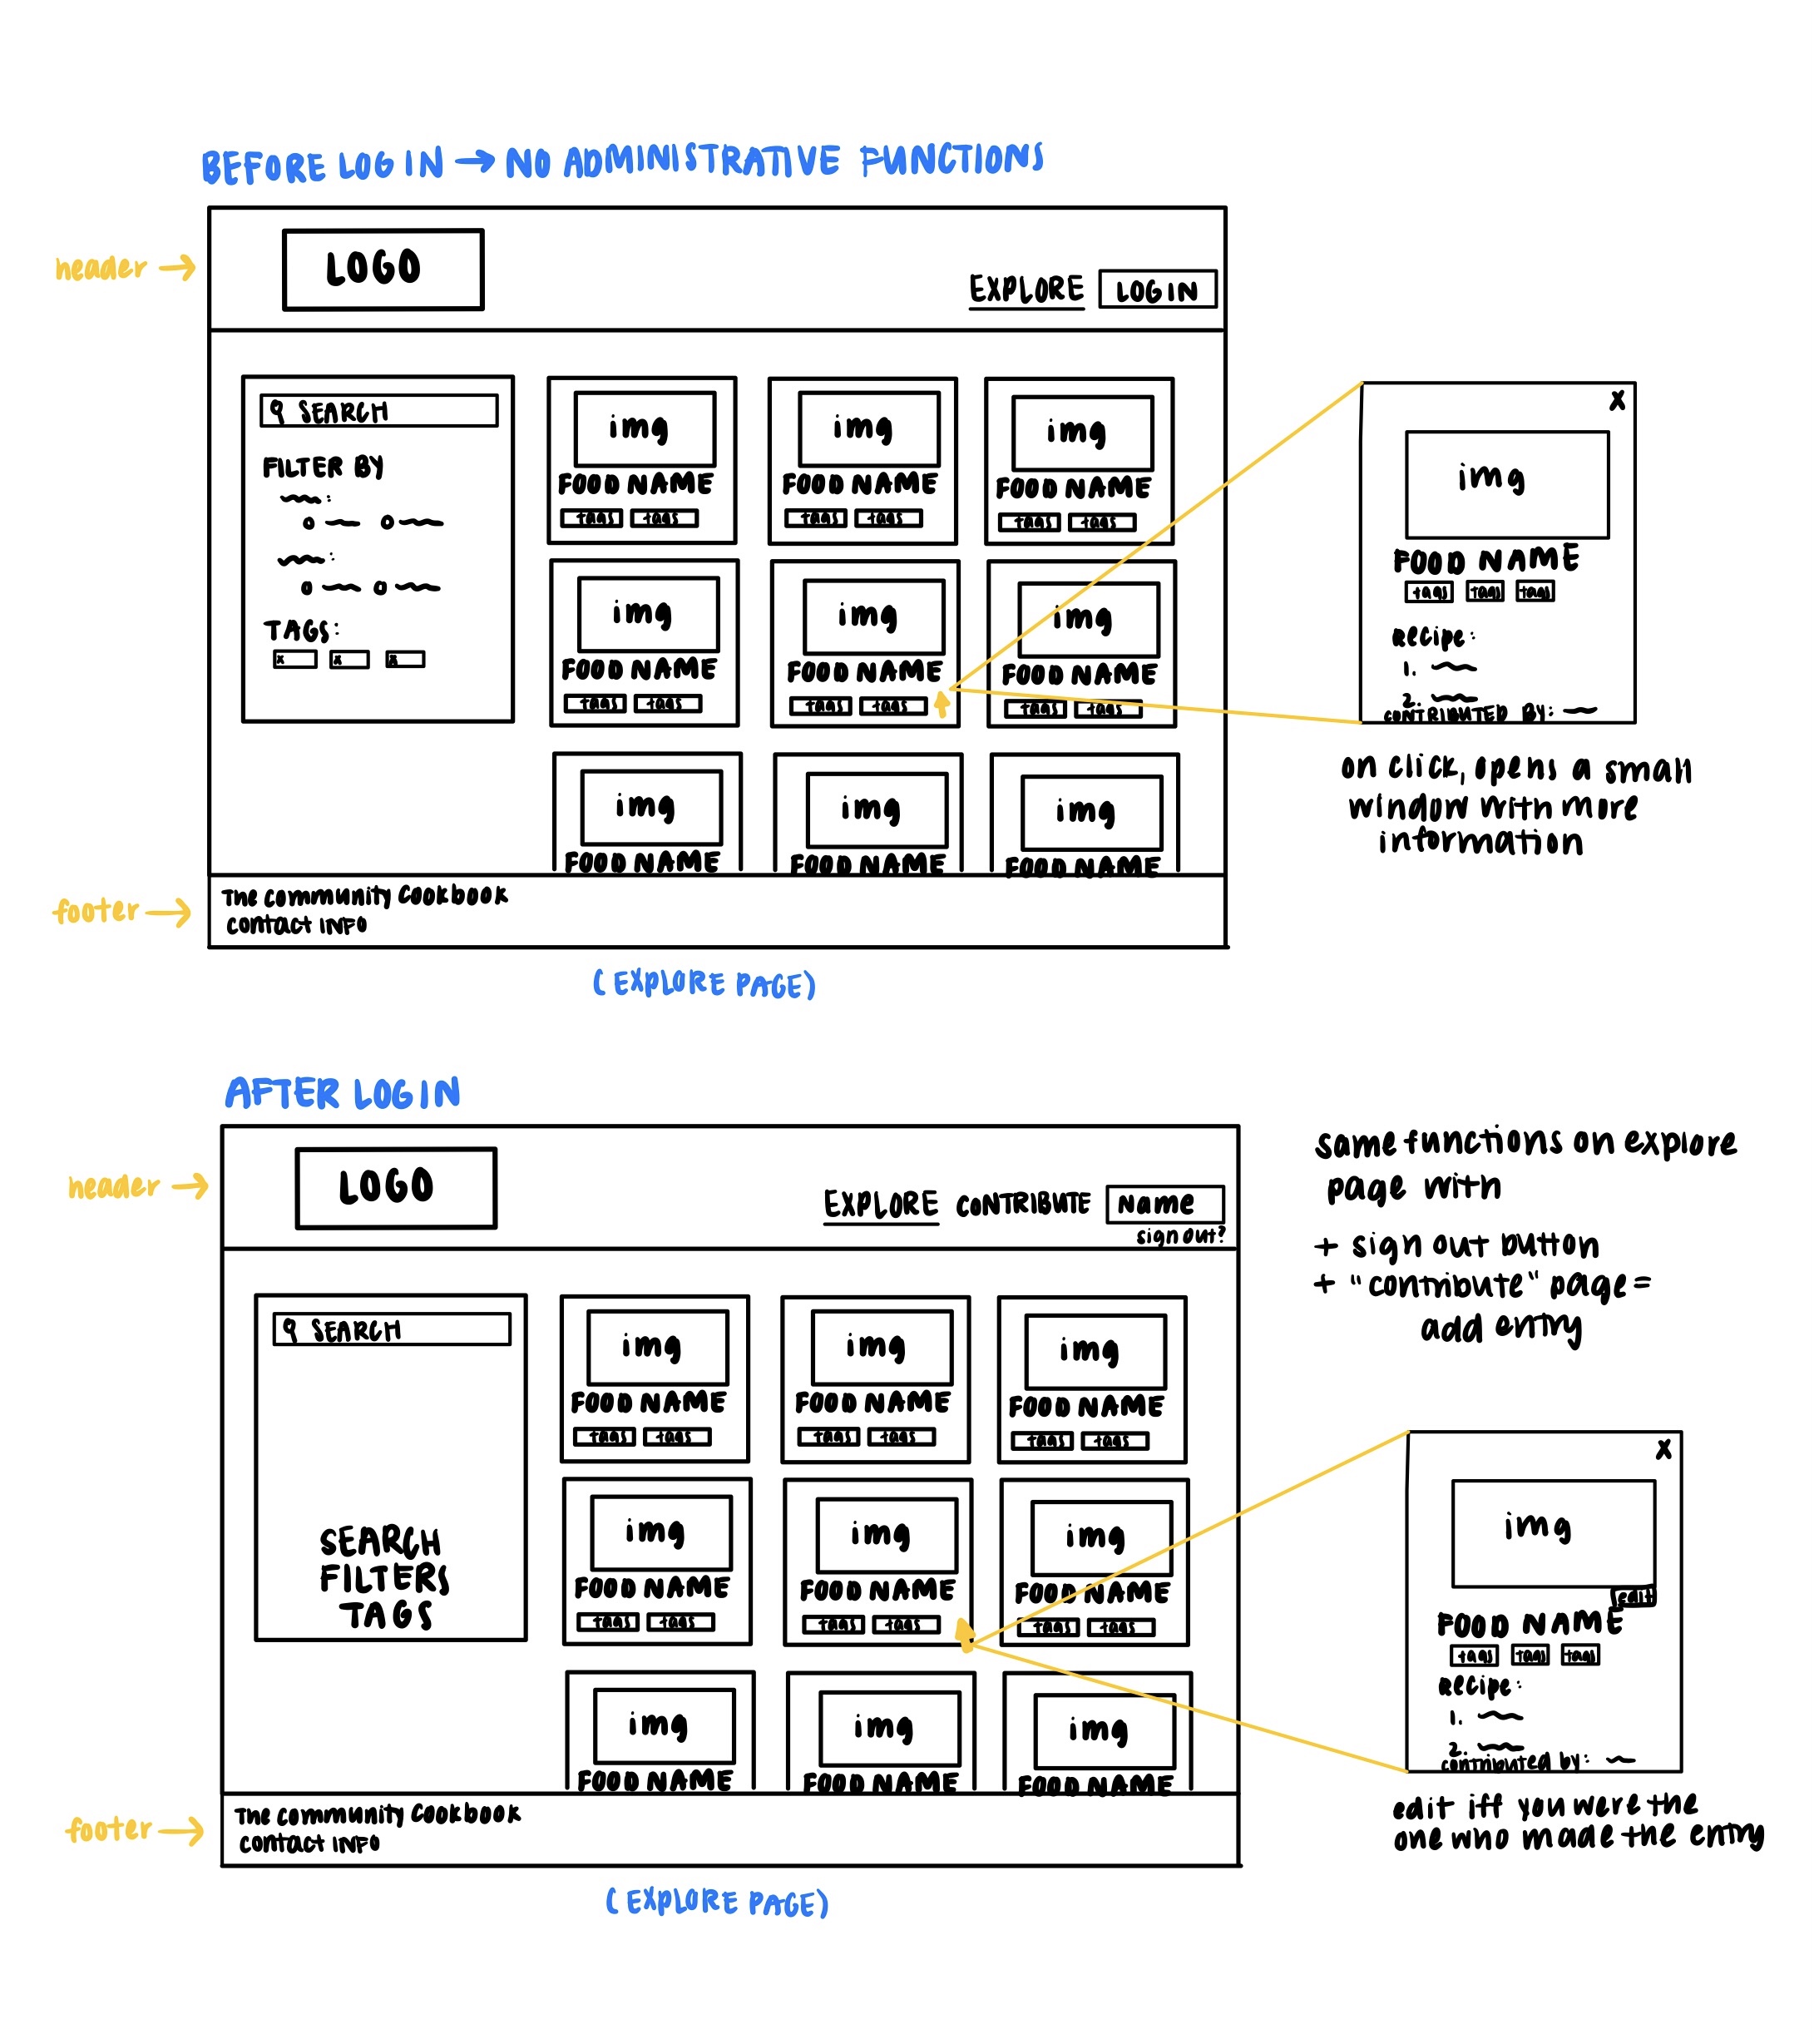 BEFORE LOGIN → NO ADMINISTRATIVE FUNCTIONS
header →
LOGO
EXPLORE LOGIN
SEARCH
FILTER BY
:
:
TAGS:
x x x
img img img
FOOD NAME FOOD NAME FOOD NAME
tags tags tags tags tags tags
img img img
FOOD NAME FOOD NAME FOOD NAME
tags tags tags tags tags tags
img img img
FOOD NAME FOOD NAME FOOD NAME
X
img
FOOD NAME
tags tags tags
Recipe:
1.
2.
CONTRIBUTED BY:
on click, opens a small
window with more
information
footer →
The Community Cookbook
contact INFO
(EXPLORE PAGE)
AFTER LOGIN
header →
LOGO
EXPLORE CONTRIBUTE Name
sign out?
same functions on explore
page with
+ sign out button
+ "contribute" page =
add entry
SEARCH
SEARCH
FILTERS
TAGS
img img img
FOOD NAME FOOD NAME FOOD NAME
tags tags tags tags tags tags
img img img
FOOD NAME FOOD NAME FOOD NAME
tags tags tags tags tags tags
img img img
FOOD NAME FOOD NAME FOOD NAME
X
img
edit
FOOD NAME
tags tags tags
Recipe:
1.
2.
contributed by:
edit iff you were the
one who made the entry
footer →
The Community Cookbook
contact INFO
(EXPLORE PAGE)